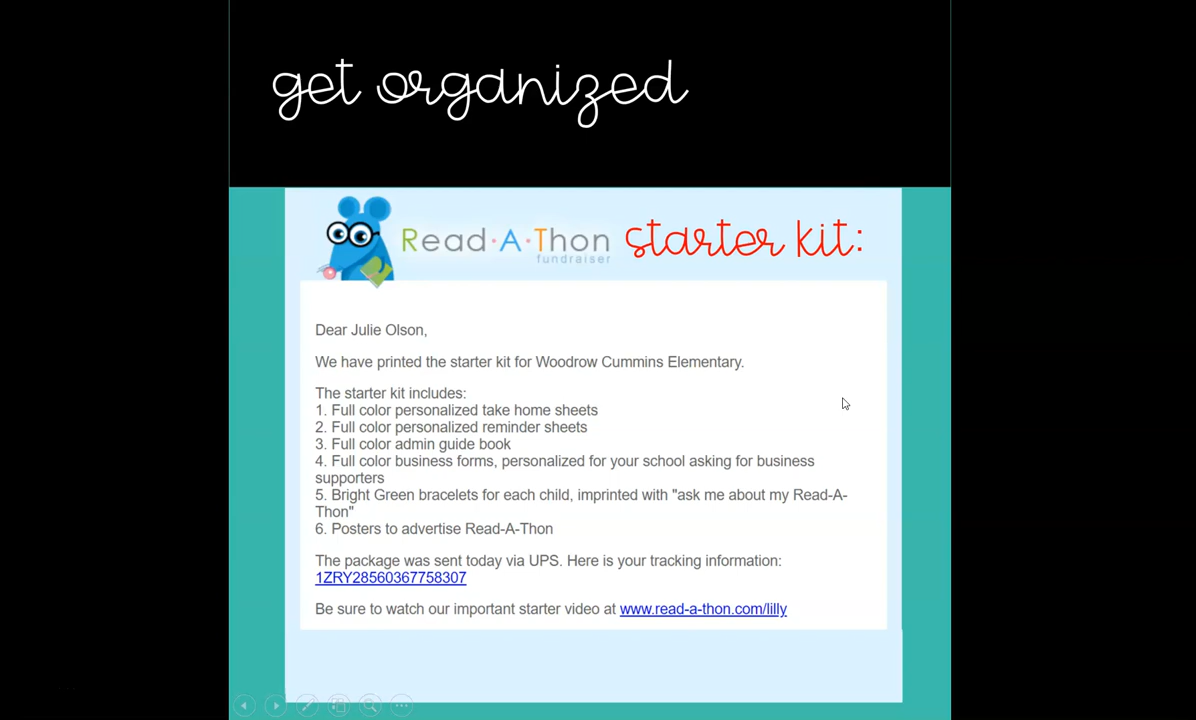 get organized
Read·A·Thon starter kit:
fundraiser
Dear Julie Olson,
We have printed the starter kit for Woodrow Cummins Elementary.
The starter kit includes:
1. Full color personalized take home sheets
2. Full color personalized reminder sheets
3. Full color admin guide book
4. Full color business forms, personalized for your school asking for business
supporters
5. Bright Green bracelets for each child, imprinted with "ask me about my Read-A-
Thon"
6. Posters to advertise Read-A-Thon
The package was sent today via UPS. Here is your tracking information:
1ZRY28560367758307
Be sure to watch our important starter video at www.read-a-thon.com/lilly